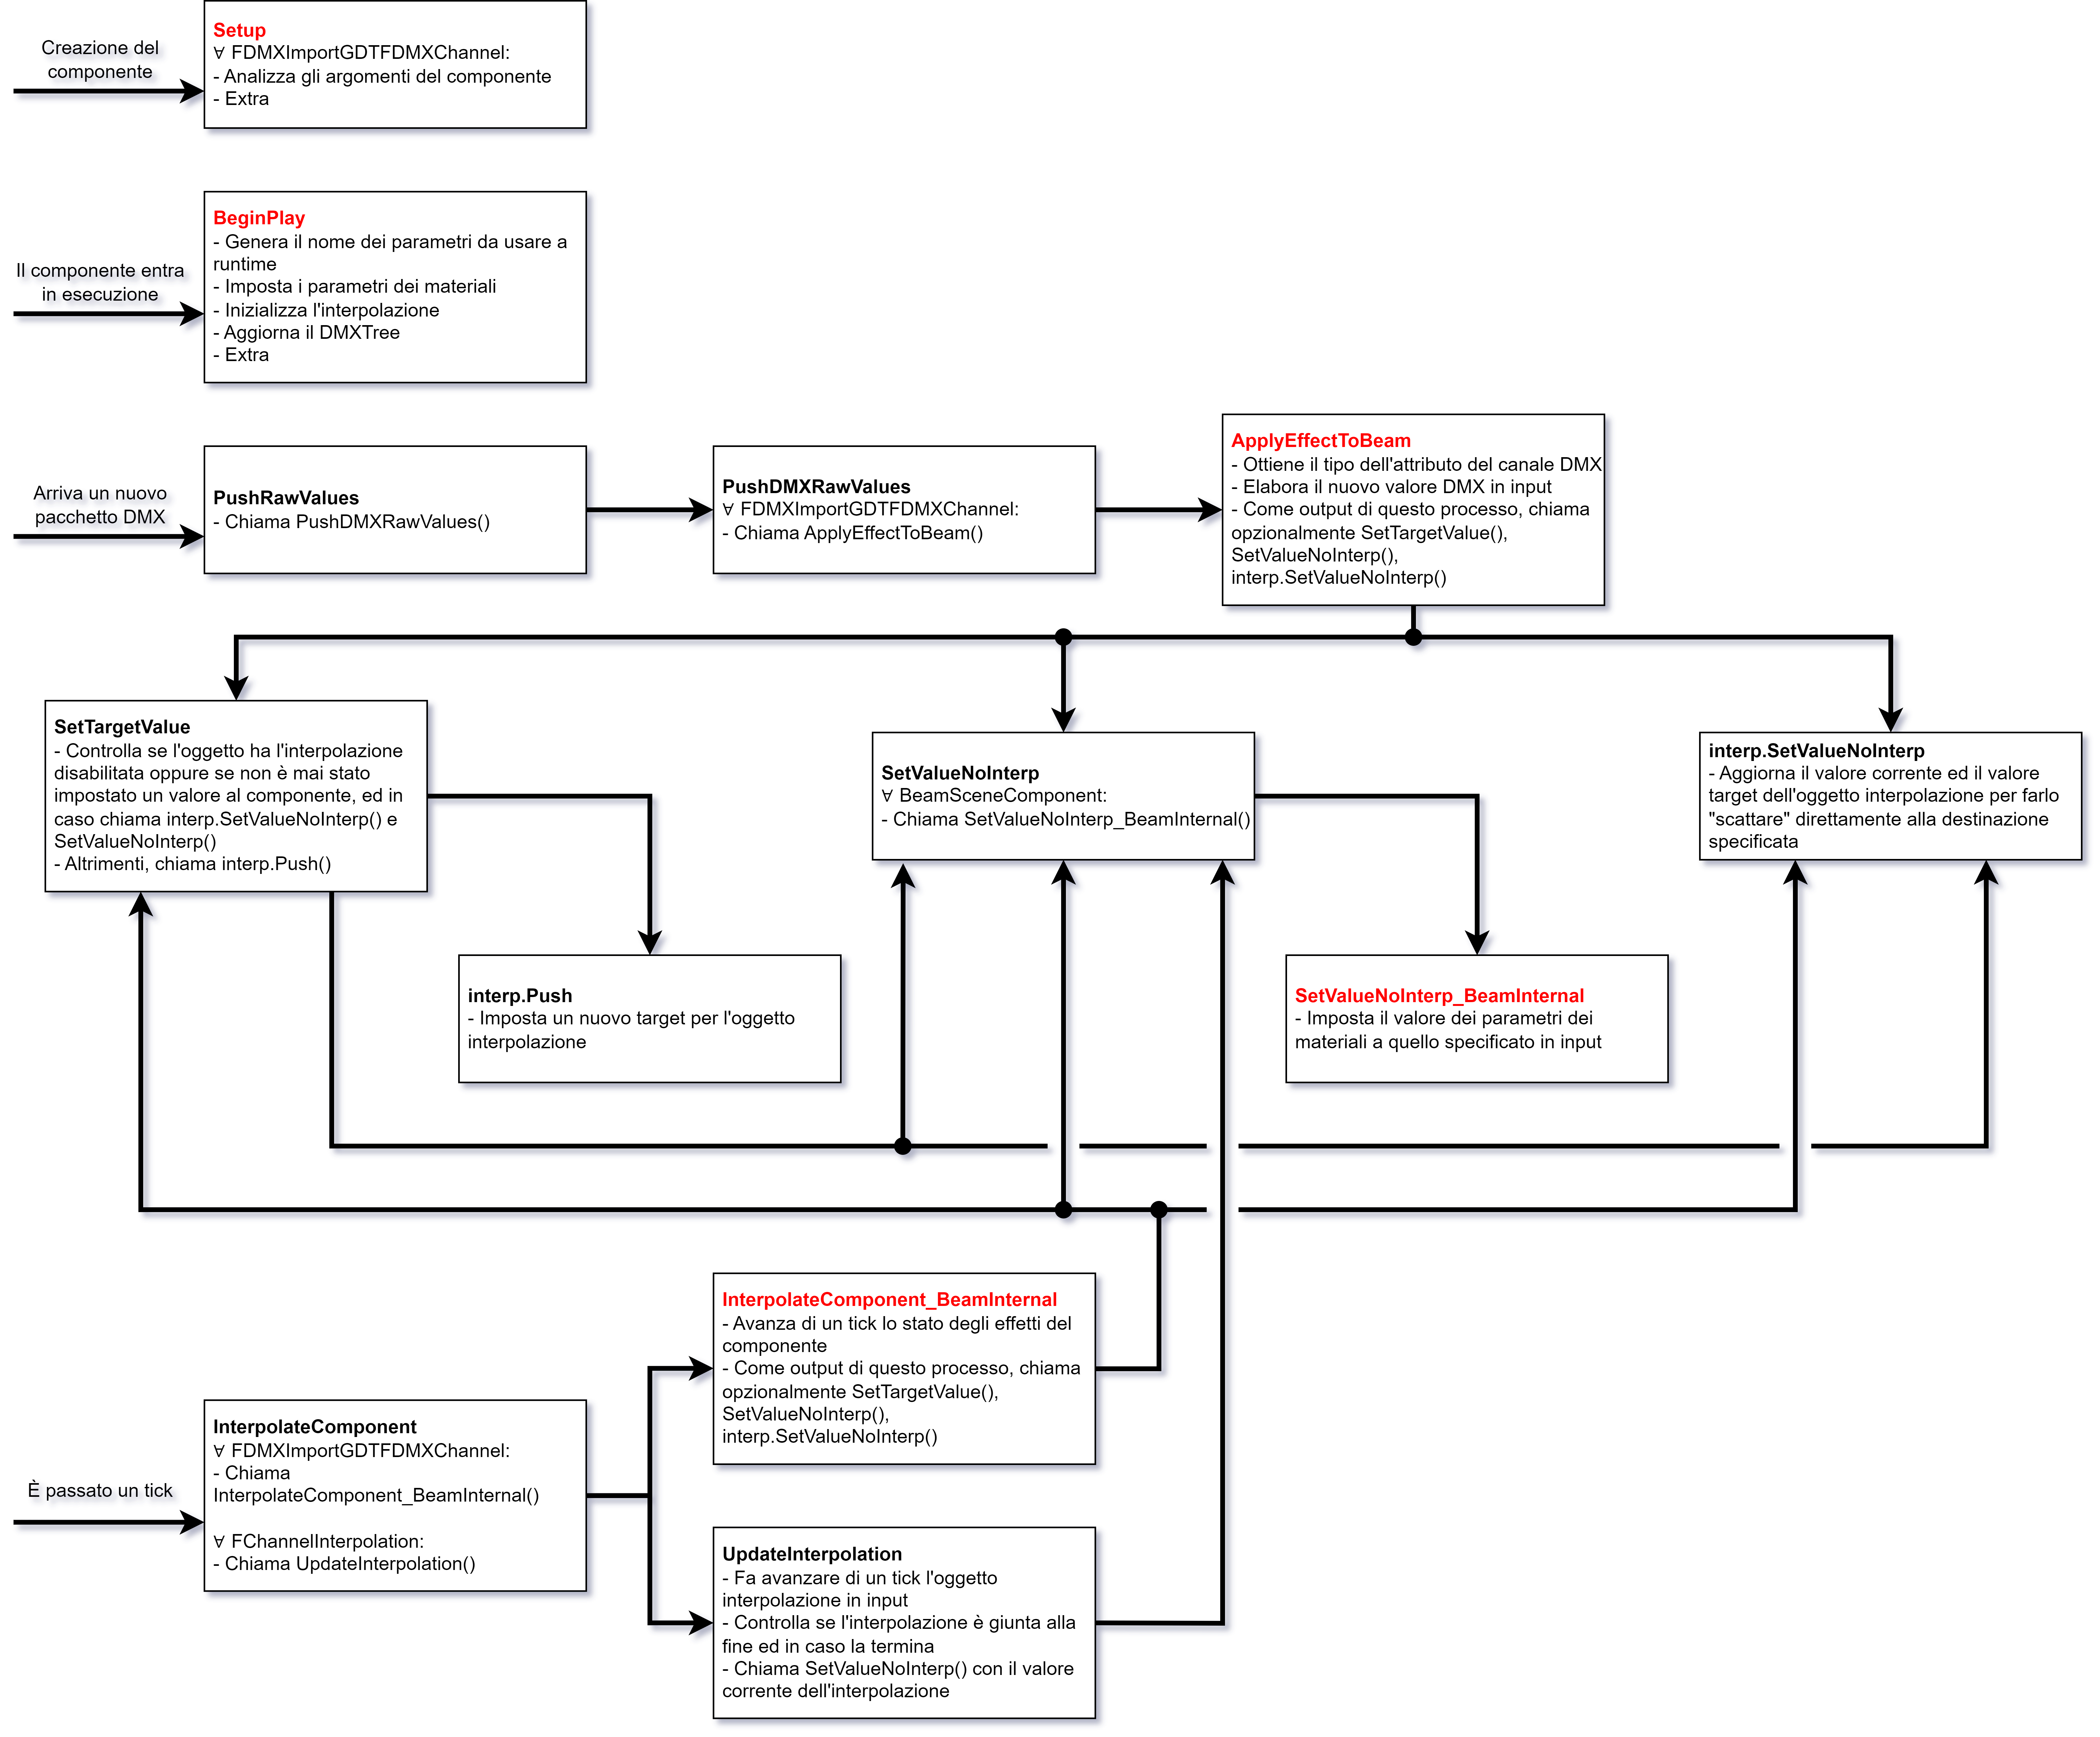 Creazione del
componente
Setup
∀ FDMXImportGDTFDMXChannel:
- Analizza gli argomenti del componente
- Extra
Il componente entra
in esecuzione
BeginPlay
- Genera il nome dei parametri da usare a
runtime
- Imposta i parametri dei materiali
- Inizializza l'interpolazione
- Aggiorna il DMXTree
- Extra
Arriva un nuovo
pacchetto DMX
PushRawValues
- Chiama PushDMXRawValues()
PushDMXRawValues
∀ FDMXImportGDTFDMXChannel:
- Chiama ApplyEffectToBeam()
ApplyEffectToBeam
- Ottiene il tipo dell'attributo del canale DMX
- Elabora il nuovo valore DMX in input
- Come output di questo processo, chiama
opzionalmente SetTargetValue(),
SetValueNoInterp(),
interp.SetValueNoInterp()
SetTargetValue
- Controlla se l'oggetto ha l'interpolazione
disabilitata oppure se non è mai stato
impostato un valore al componente, ed in
caso chiama interp.SetValueNoInterp() e
SetValueNoInterp()
- Altrimenti, chiama interp.Push()
SetValueNoInterp
∀ BeamSceneComponent:
- Chiama SetValueNoInterp_BeamInternal()
interp.SetValueNoInterp
- Aggiorna il valore corrente ed il valore
target dell'oggetto interpolazione per farlo
"scattare" direttamente alla destinazione
specificata
interp.Push
- Imposta un nuovo target per l'oggetto
interpolazione
SetValueNoInterp_BeamInternal
- Imposta il valore dei parametri dei
materiali a quello specificato in input
È passato un tick
InterpolateComponent
∀ FDMXImportGDTFDMXChannel:
- Chiama
InterpolateComponent_BeamInternal()
∀ FChannelInterpolation:
- Chiama UpdateInterpolation()
InterpolateComponent_BeamInternal
- Avanza di un tick lo stato degli effetti del
componente
- Come output di questo processo, chiama
opzionalmente SetTargetValue(),
SetValueNoInterp(),
interp.SetValueNoInterp()
UpdateInterpolation
- Fa avanzare di un tick l'oggetto
interpolazione in input
- Controlla se l'interpolazione è giunta alla
fine ed in caso la termina
- Chiama SetValueNoInterp() con il valore
corrente dell'interpolazione